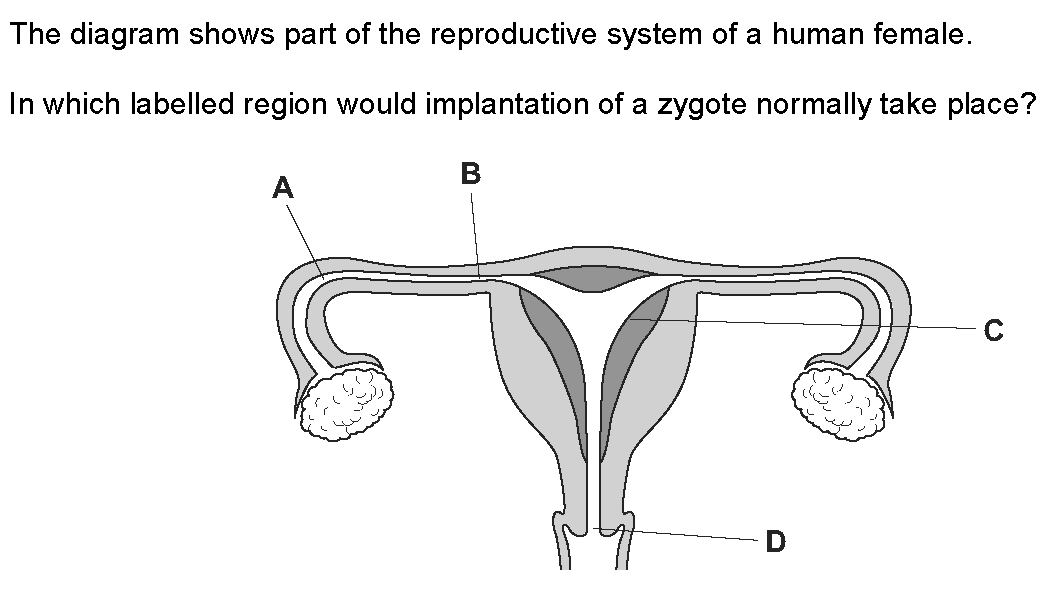 The diagram shows part of the reproductive system of a human female.
In which labelled region would implantation of a zygote normally take place?
B
A
C
D